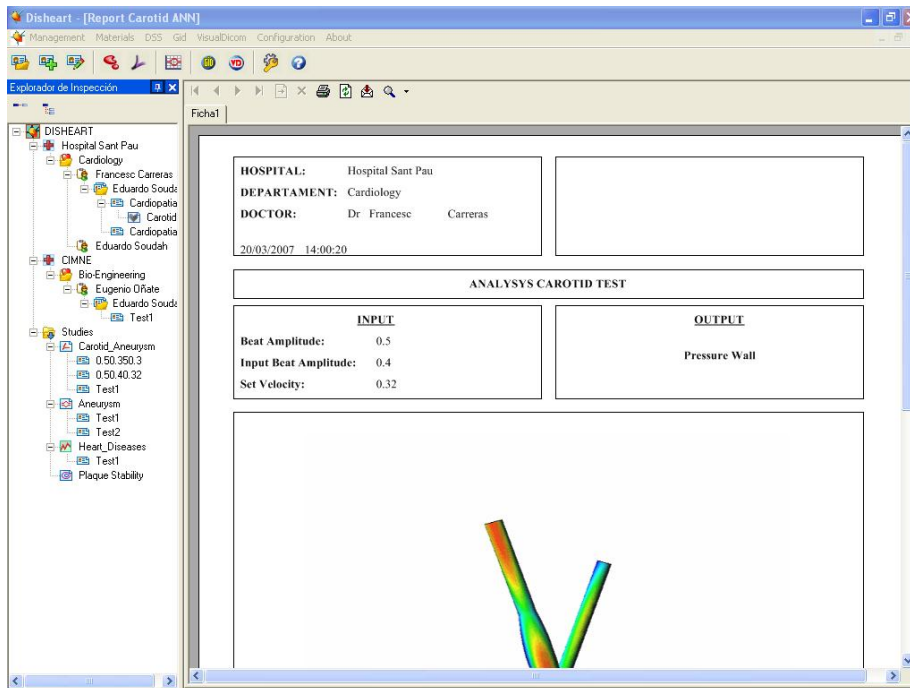 Disheart - [Report Carotid ANN]
Management Materials DSS Gid VisualDicom Configuration About
VD
Explorador de Inspección
Ficha1
DISHEART
Hospital Sant Pau
Cardiology
Francesc Carreras
Eduardo Souda
Cardiopatia
Carotid
Cardiopatia
Eduardo Soudah
CIMNE
Bio-Engineering
Eugenio Oñate
Eduardo Souda
Test1
Studies
Carotid_Aneurysm
0.50.350.3
0.50.40.32
Test1
Aneurysm
Test1
Test2
Heart_Diseases
Test1
Plaque Stability
HOSPITAL: Hospital Sant Pau
DEPARTAMENT: Cardiology
DOCTOR: Dr Francesc Carreras
20/03/2007 14:00:20
ANALYSYS CAROTID TEST
INPUT
Beat Amplitude: 0.5
Input Beat Amplitude: 0.4
Set Velocity: 0.32
OUTPUT
Pressure Wall